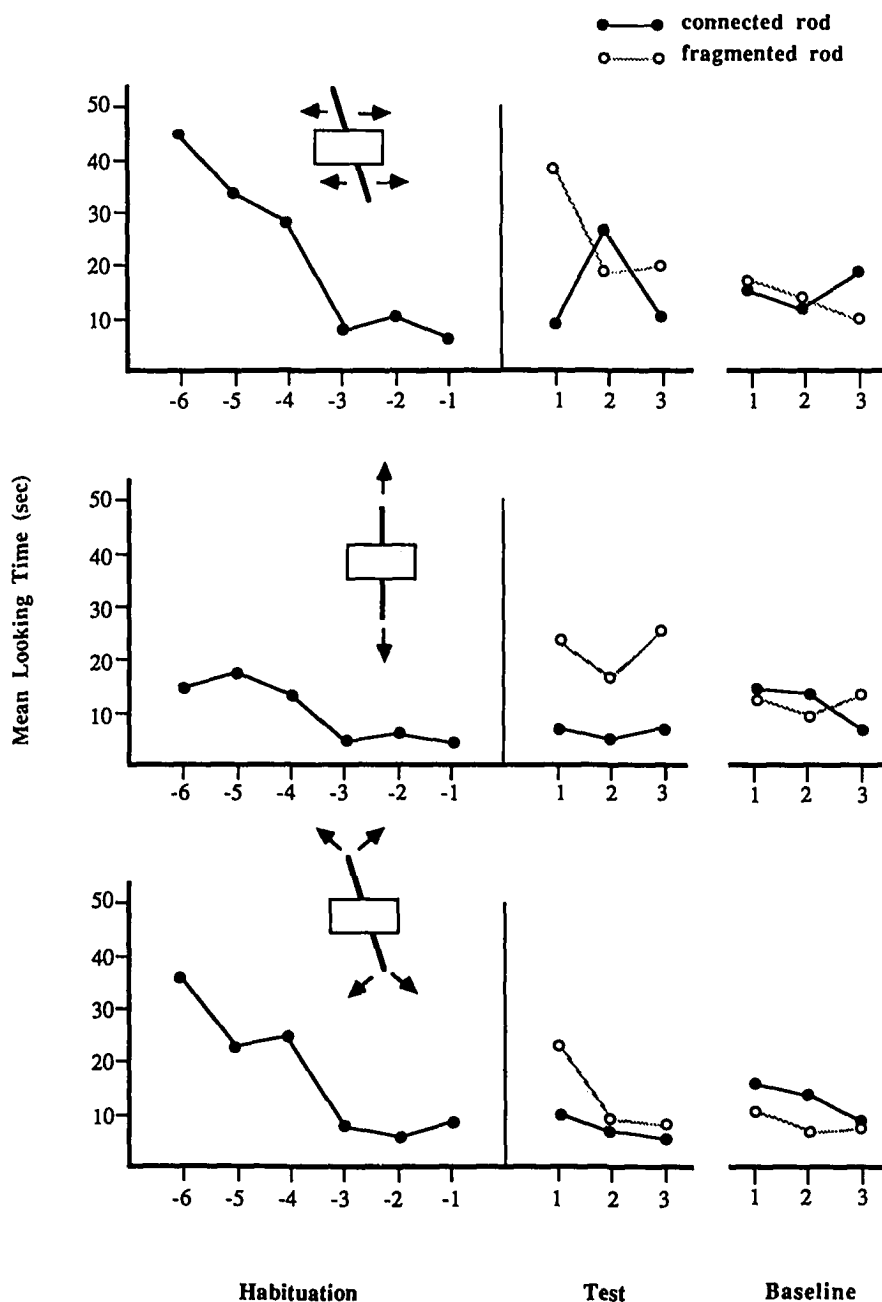 connected rod
fragmented rod
50
40
30
20
10
-6 -5 -4 -3 -2 -1
1 2 3
1 2 3
Mean Looking Time (sec)
50
40
30
20
10
-6 -5 -4 -3 -2 -1
1 2 3
1 2 3
50
40
30
20
10
-6 -5 -4 -3 -2 -1
1 2 3
1 2 3
Habituation
Test
Baseline